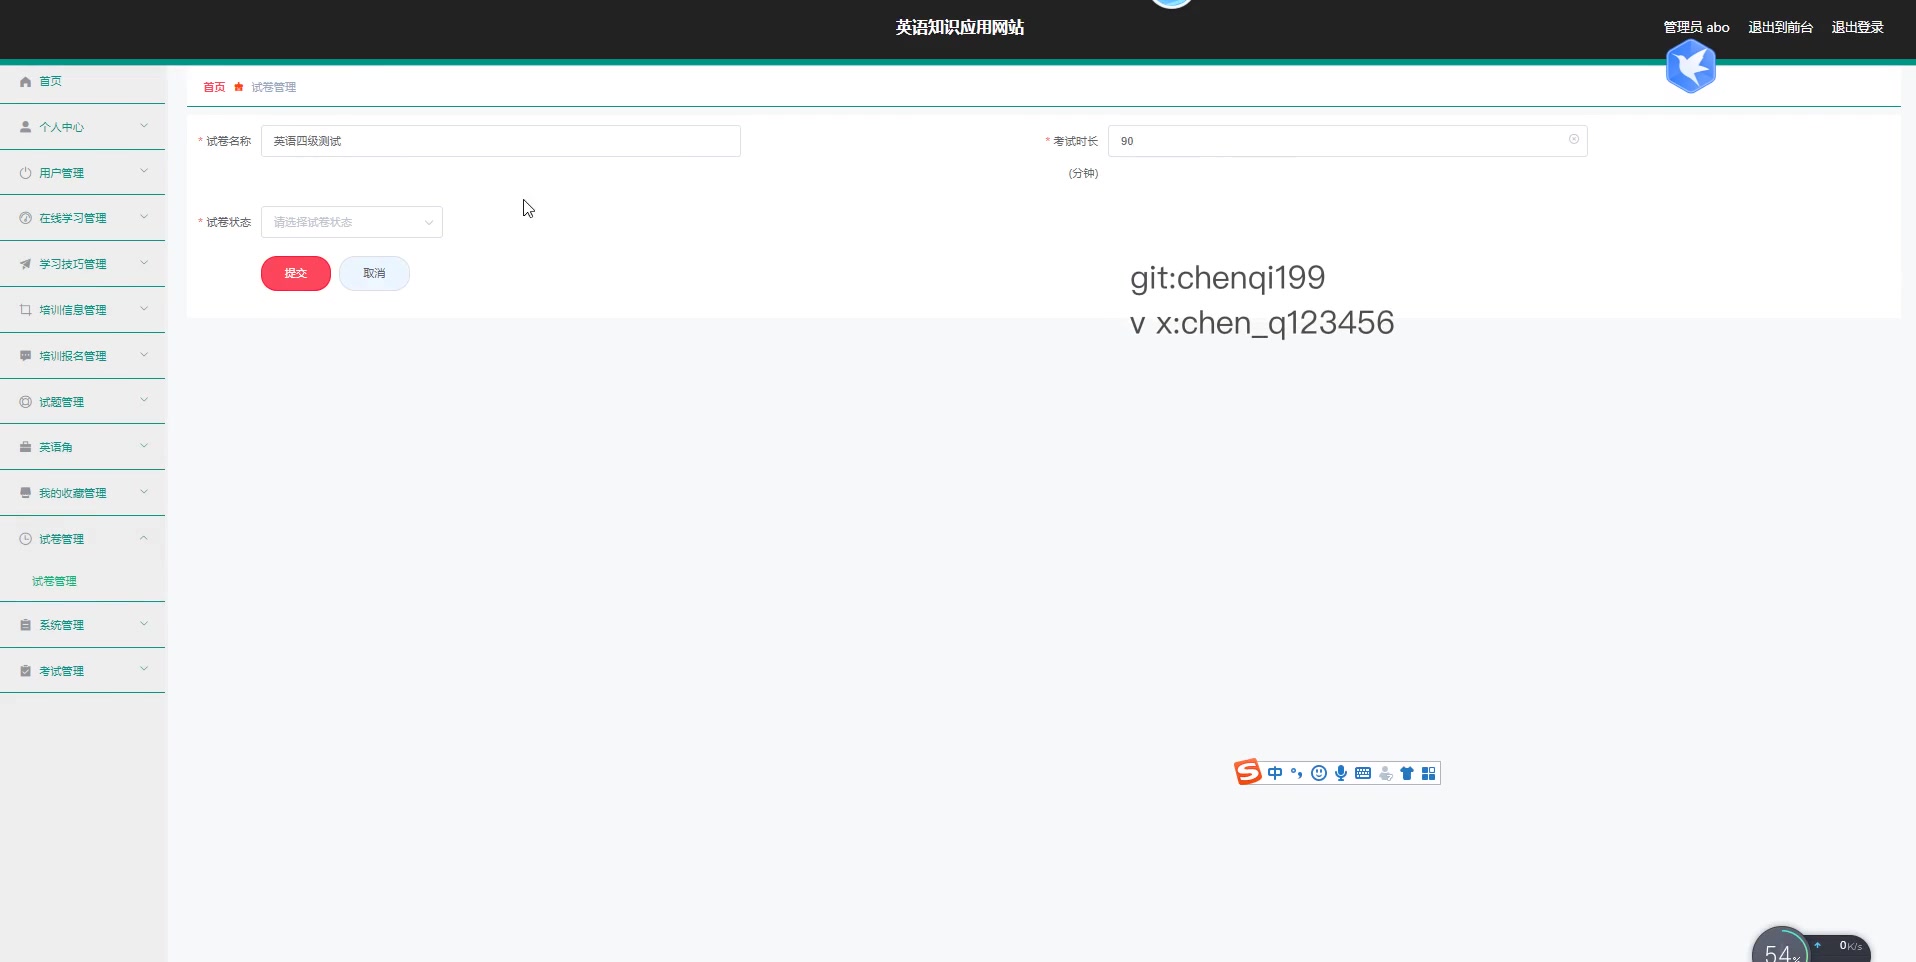 英语知识应用网站
管理员 abo 退出到前台 退出登录
首页
个人中心
用户管理
在线学习管理
学习技巧管理
培训信息管理
培训报名管理
试题管理
英语角
我的收藏管理
试卷管理
试卷管理
系统管理
考试管理
首页 试卷管理
* 试卷名称 英语四级测试
* 考试时长 90
(分钟)
* 试卷状态 请选择试卷状态
提交 取消
git:chenqi199
v x:chen_q123456
S 中
54% 0K/s